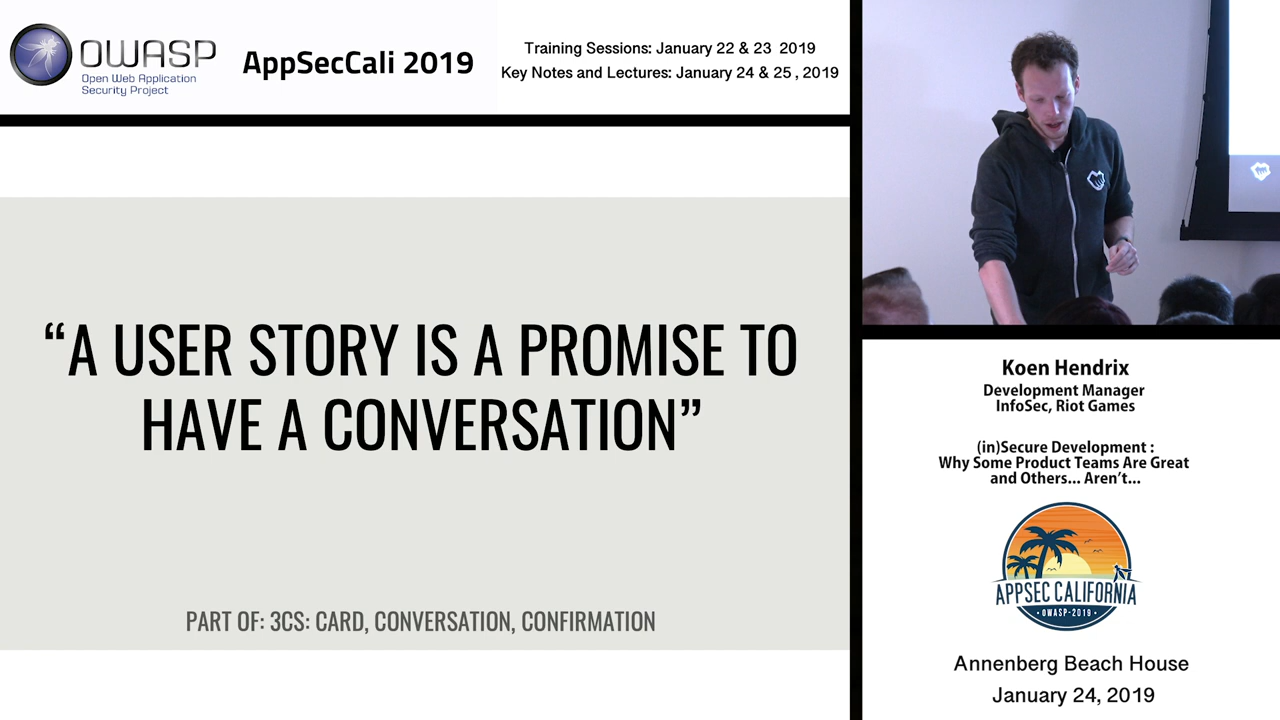 OWASP
Open Web Application
Security Project
AppSecCali 2019
Training Sessions: January 22 & 23 2019
Key Notes and Lectures: January 24 & 25 , 2019
“A USER STORY IS A PROMISE TO
HAVE A CONVERSATION”
PART OF: 3CS: CARD, CONVERSATION, CONFIRMATION
Koen Hendrix
Development Manager
InfoSec, Riot Games
(in)Secure Development :
Why Some Product Teams Are Great
and Others... Aren’t...
APPSEC CALIFORNIA
• OWASP-2019 •
Annenberg Beach House
January 24, 2019